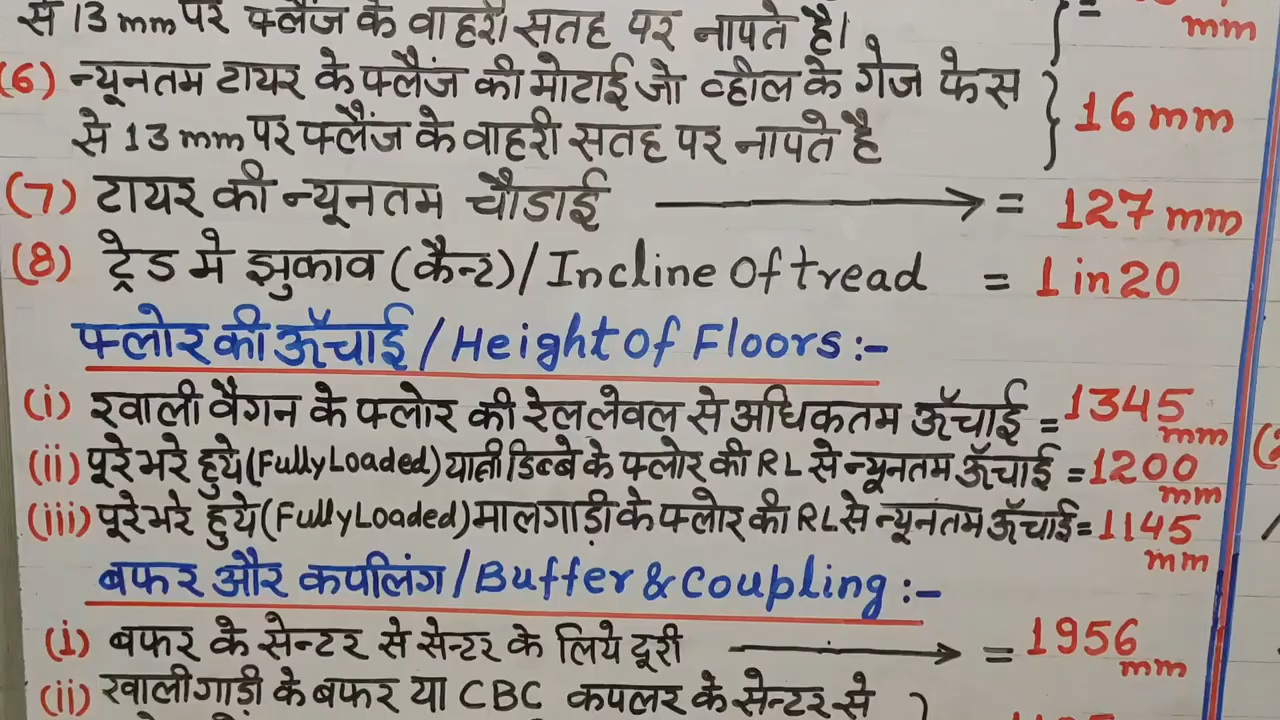 से 13 mm पर फ्लैंज के वाहरी सतह पर नापते है। } = mm
(6) न्यूनतम टायर के फ्लैंज की मोटाई जो व्हील के गेज फेस
से 13 mm पर फ्लैंज के वाहरी सतह पर नापते है } 16 mm
(7) टायर की न्यूनतम चौडाई → = 127 mm
(8) ट्रेड मे झुकाव (कैन्ट) / Incline Of tread = 1 in 20
फ्लोर की ऊँचाई / Height Of Floors :-
(i) खाली वैगन के फ्लोर की रेल लेवल से अधिकतम ऊँचाई = 1345 mm
(ii) पूरे भरे हुये (Fully Loaded) यात्ती डिब्बे के फ्लोर की RL से न्यूनतम ऊँचाई = 1200 mm
(iii) पूरे भरे हुये (Fully Loaded) मालगाड़ी के फ्लोर की RL से न्यूनतम ऊँचाई = 1145 mm
बफर और कपलिंग / Buffer & Coupling :-
(i) बफर के सेन्टर से सेन्टर के लिये दूरी → = 1956 mm
(ii) खाली गाड़ी के बफर या CBC कपलर के सेन्टर से